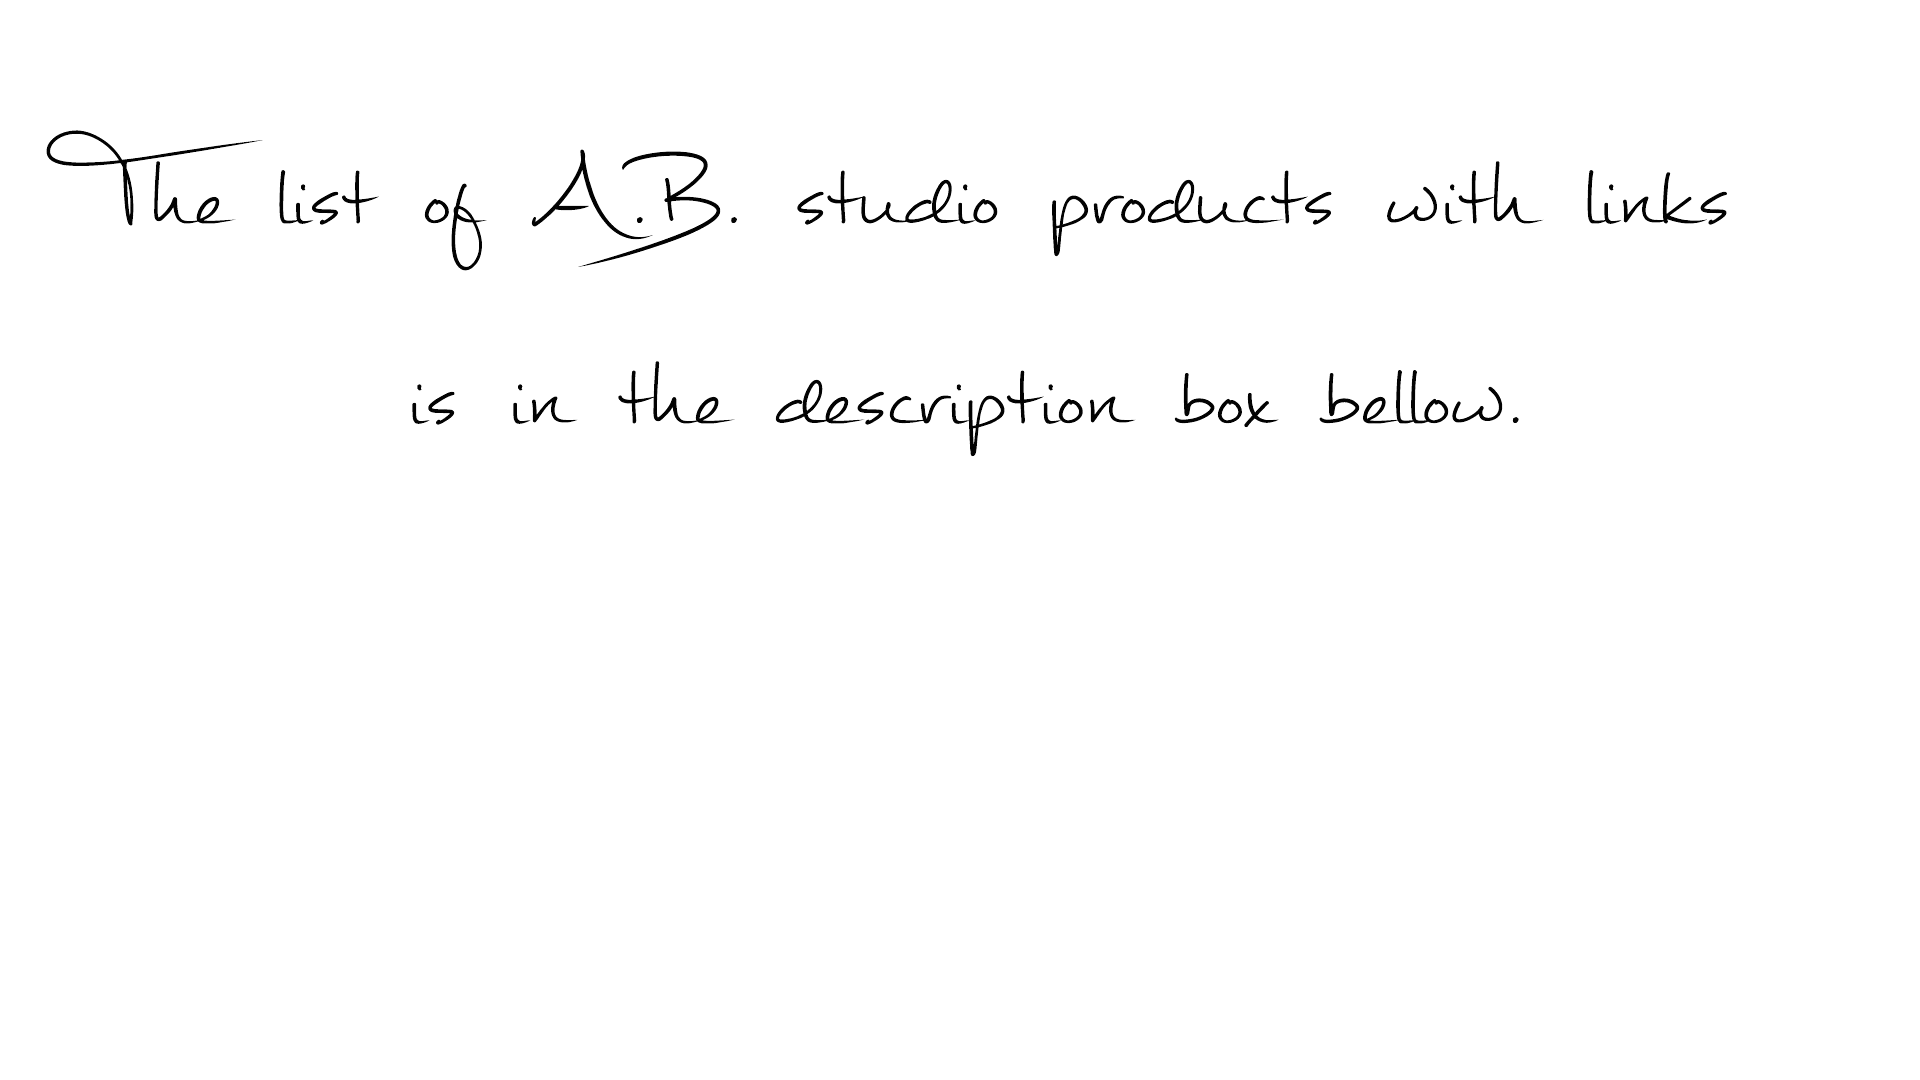 The list of A.B. studio products with links
is in the description box bellow.